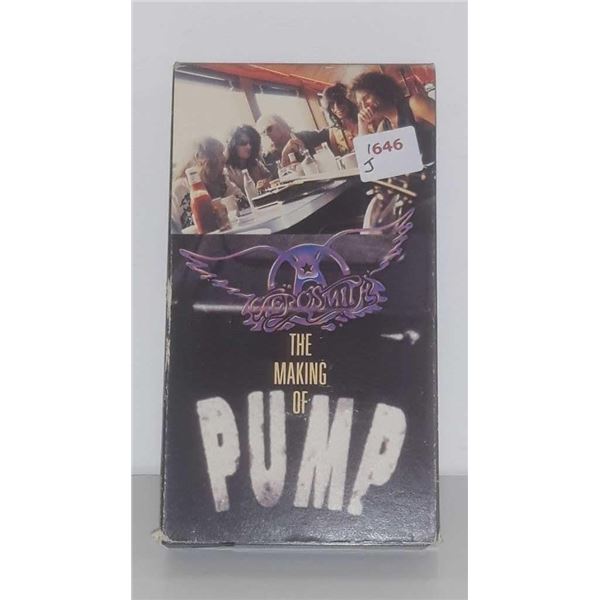 1646
J
AEROSMITH
THE
MAKING
OF
PUMP